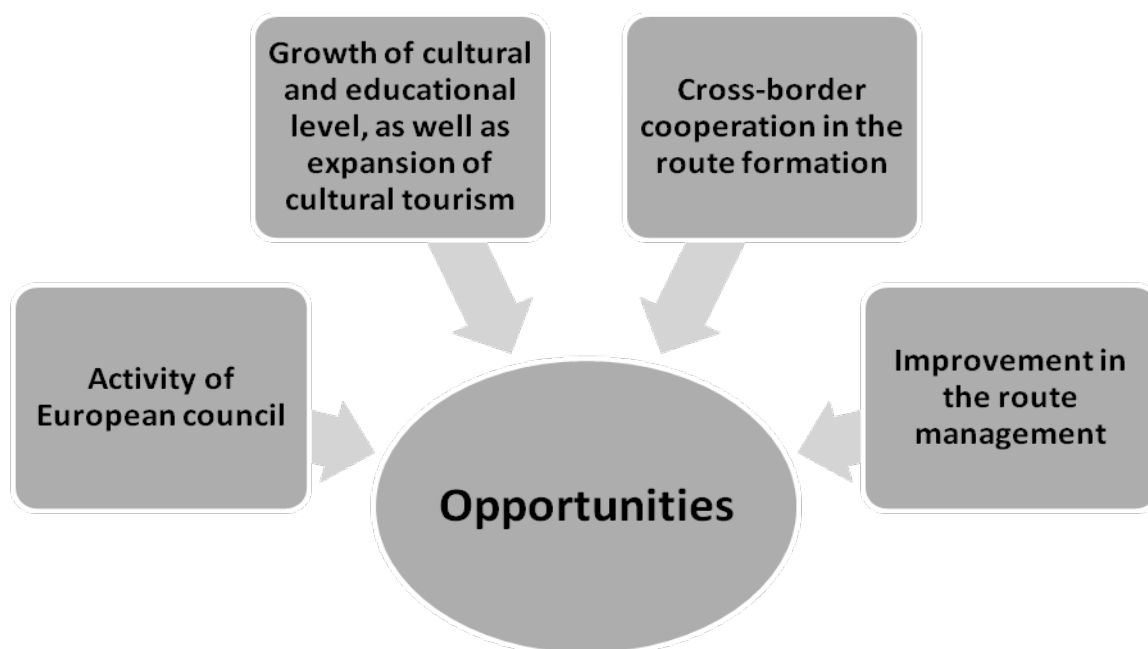 Growth of cultural
and educational
level, as well as
expansion of
cultural tourism
Cross-border
cooperation in the
route formation
Activity of
European council
Improvement in
the route
management
Opportunities